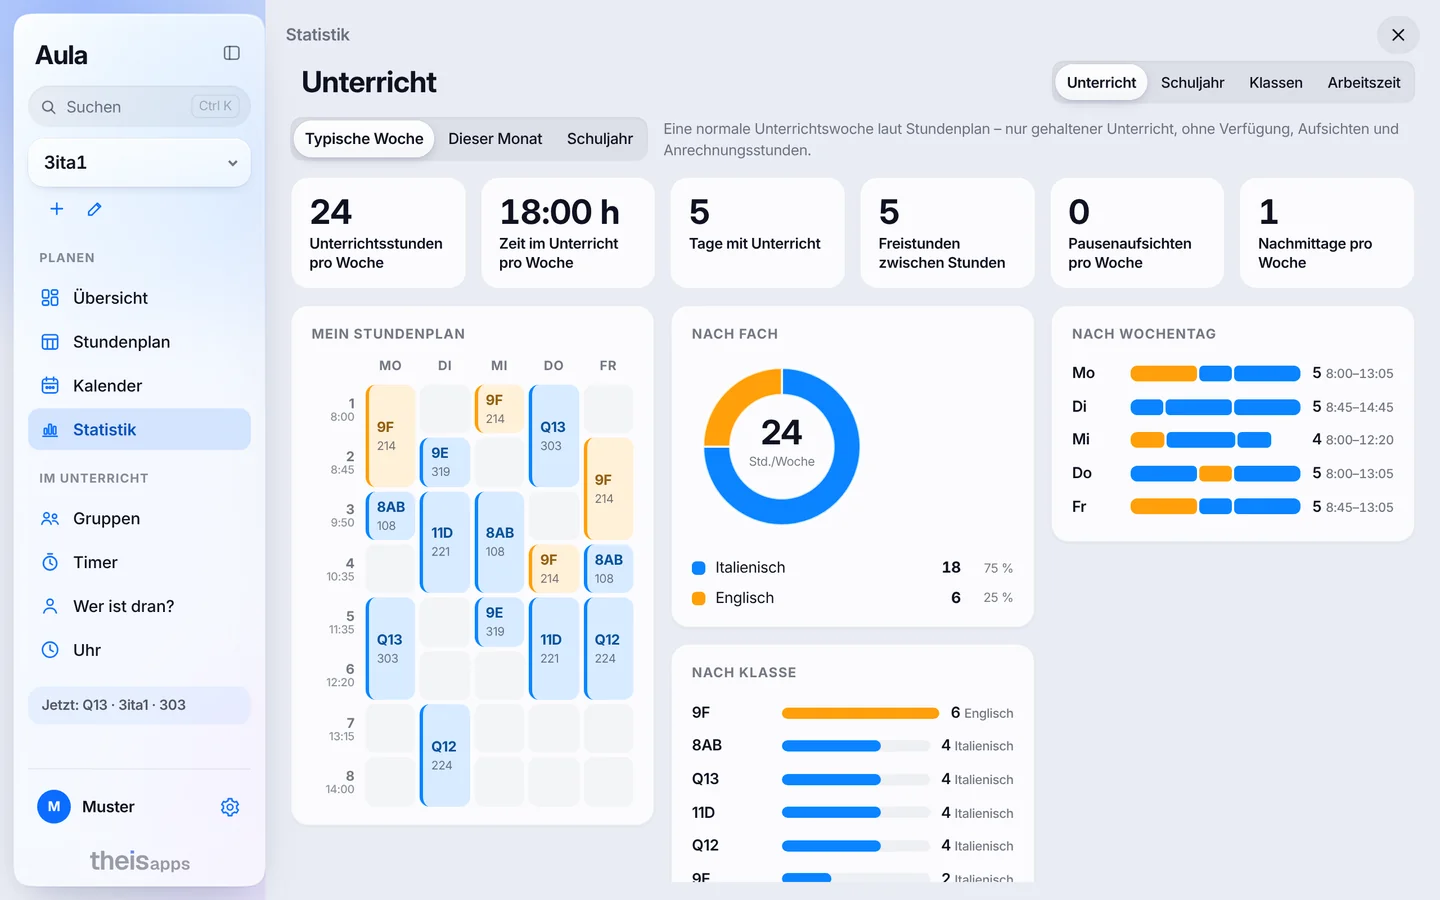 Aula
Suchen
Ctrl K
3ita1
PLANEN
Übersicht
Stundenplan
Kalender
Statistik
IM UNTERRICHT
Gruppen
Timer
Wer ist dran?
Uhr
Jetzt: Q13 · 3ita1 · 303
M
Muster
theisapps
Statistik
Unterricht
Unterricht
Schuljahr
Klassen
Arbeitszeit
Typische Woche
Dieser Monat
Schuljahr
Eine normale Unterrichtswoche laut Stundenplan – nur gehaltener Unterricht, ohne Verfügung, Aufsichten und
Anrechnungsstunden.
24
Unterrichtsstunden
pro Woche
18:00 h
Zeit im Unterricht
pro Woche
5
Tage mit Unterricht
5
Freistunden
zwischen Stunden
0
Pausenaufsichten
pro Woche
1
Nachmittage pro
Woche
MEIN STUNDENPLAN
MO DI MI DO FR
1
8:00
2
8:45
3
9:50
4
10:35
5
11:35
6
12:20
7
13:15
8
14:00
9F
214
8AB
108
Q13
303
9E
319
11D
221
Q12
224
9F
214
8AB
108
9E
319
Q13
303
9F
214
11D
221
9F
214
8AB
108
Q12
224
NACH FACH
24
Std./Woche
Italienisch 18 75 %
Englisch 6 25 %
NACH KLASSE
9F 6 Englisch
8AB 4 Italienisch
Q13 4 Italienisch
11D 4 Italienisch
Q12 4 Italienisch
9E 2 Italienisch
NACH WOCHENTAG
Mo 5 8:00–13:05
Di 5 8:45–14:45
Mi 4 8:00–12:20
Do 5 8:00–13:05
Fr 5 8:45–13:05